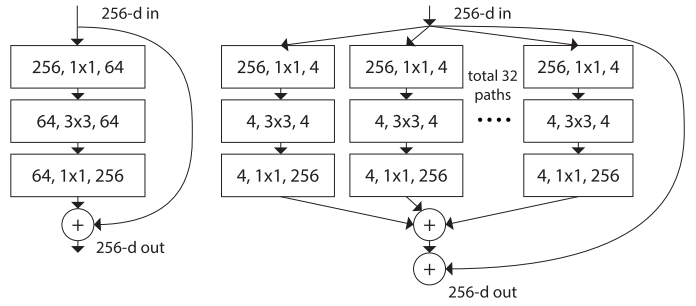 256-d in
256, 1x1, 64
64, 3x3, 64
64, 1x1, 256
+
256-d out
256-d in
256, 1x1, 4
256, 1x1, 4
total 32
paths
256, 1x1, 4
4, 3x3, 4
4, 3x3, 4
4, 3x3, 4
4, 1x1, 256
4, 1x1, 256
4, 1x1, 256
+
+
256-d out